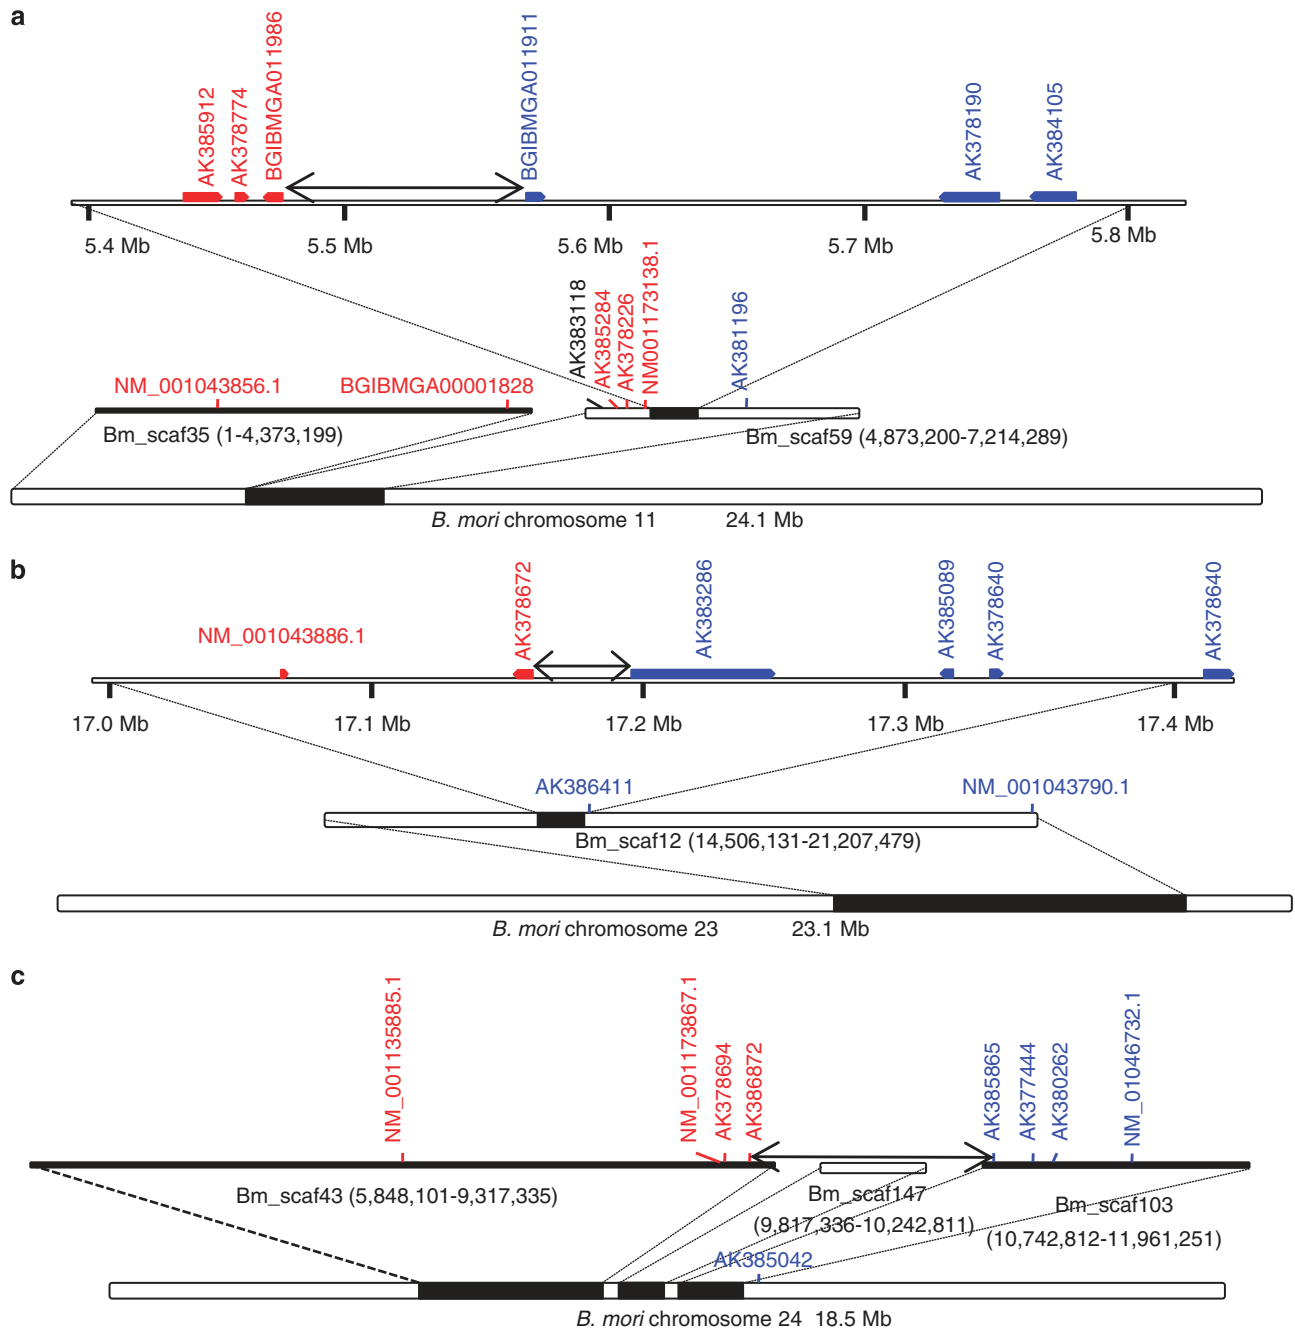 a
AK385912
AK378774
BGIBMGA011986
BGIBMGA011911
AK378190
AK384105
5.4 Mb
5.5 Mb
5.6 Mb
5.7 Mb
5.8 Mb
AK383118
AK385284
AK378226
NM001173138.1
AK381196
NM_001043856.1
BGIBMGA00001828
Bm_scaf35 (1-4,373,199)
Bm_scaf59 (4,873,200-7,214,289)
B. mori chromosome 11
24.1 Mb
b
NM_001043886.1
AK378672
AK383286
AK385089
AK378640
AK378640
17.0 Mb
17.1 Mb
17.2 Mb
17.3 Mb
17.4 Mb
AK386411
NM_001043790.1
Bm_scaf12 (14,506,131-21,207,479)
B. mori chromosome 23
23.1 Mb
c
NM_001135885.1
NM_001173867.1
AK378694
AK386872
AK385865
AK377444
AK380262
NM_01046732.1
Bm_scaf43 (5,848,101-9,317,335)
Bm_scaf147
(9,817,336-10,242,811)
Bm_scaf103
(10,742,812-11,961,251)
AK385042
B. mori chromosome 24
18.5 Mb